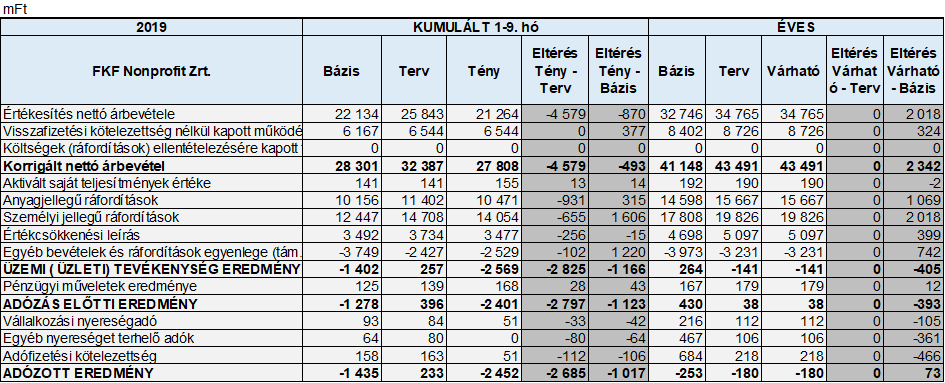 mFt
2019 KUMULÁLT 1-9. hó ÉVES
FKF Nonprofit Zrt. Bázis Terv Tény Eltérés Tény - Terv Eltérés Tény - Bázis Bázis Terv Várható Eltérés Várhat ó - Terv Eltérés Várható - Bázis
Értékesítés nettó árbevétele 22 134 25 843 21 264 -4 579 -870 32 746 34 765 34 765 0 2 018
Visszafizetési kötelezettség nélkül kapott működé 6 167 6 544 6 544 0 377 8 402 8 726 8 726 0 324
Költségek (ráfordítások) ellentételezésére kapott 0 0 0 0 0 0 0 0 0 0
Korrigált nettó árbevétel 28 301 32 387 27 808 -4 579 -493 41 148 43 491 43 491 0 2 342
Aktivált saját teljesítmények értéke 141 141 155 13 14 192 190 190 0 -2
Anyagjellegű ráfordítások 10 156 11 402 10 471 -931 315 14 598 15 667 15 667 0 1 069
Személyi jellegű ráfordítások 12 447 14 708 14 054 -655 1 606 17 808 19 826 19 826 0 2 018
Értékcsökkenési leírás 3 492 3 734 3 477 -256 -15 4 698 5 097 5 097 0 399
Egyéb bevételek és ráfordítások egyenlege (tám. -3 749 -2 427 -2 529 -102 1 220 -3 973 -3 231 -3 231 0 742
ÜZEMI ( ÜZLETI) TEVÉKENYSÉG EREDMÉNY -1 402 257 -2 569 -2 825 -1 166 264 -141 -141 0 -405
Pénzügyi műveletek eredménye 125 139 168 28 43 167 179 179 0 12
ADÓZÁS ELŐTTI EREDMÉNY -1 278 396 -2 401 -2 797 -1 123 430 38 38 0 -393
Vállalkozási nyereségadó 93 84 51 -33 -42 216 112 112 0 -105
Egyéb nyereséget terhelő adók 64 80 0 -80 -64 467 106 106 0 -361
Adófizetési kötelezettség 158 163 51 -112 -106 684 218 218 0 -466
ADÓZOTT EREDMÉNY -1 435 233 -2 452 -2 685 -1 017 -253 -180 -180 0 73